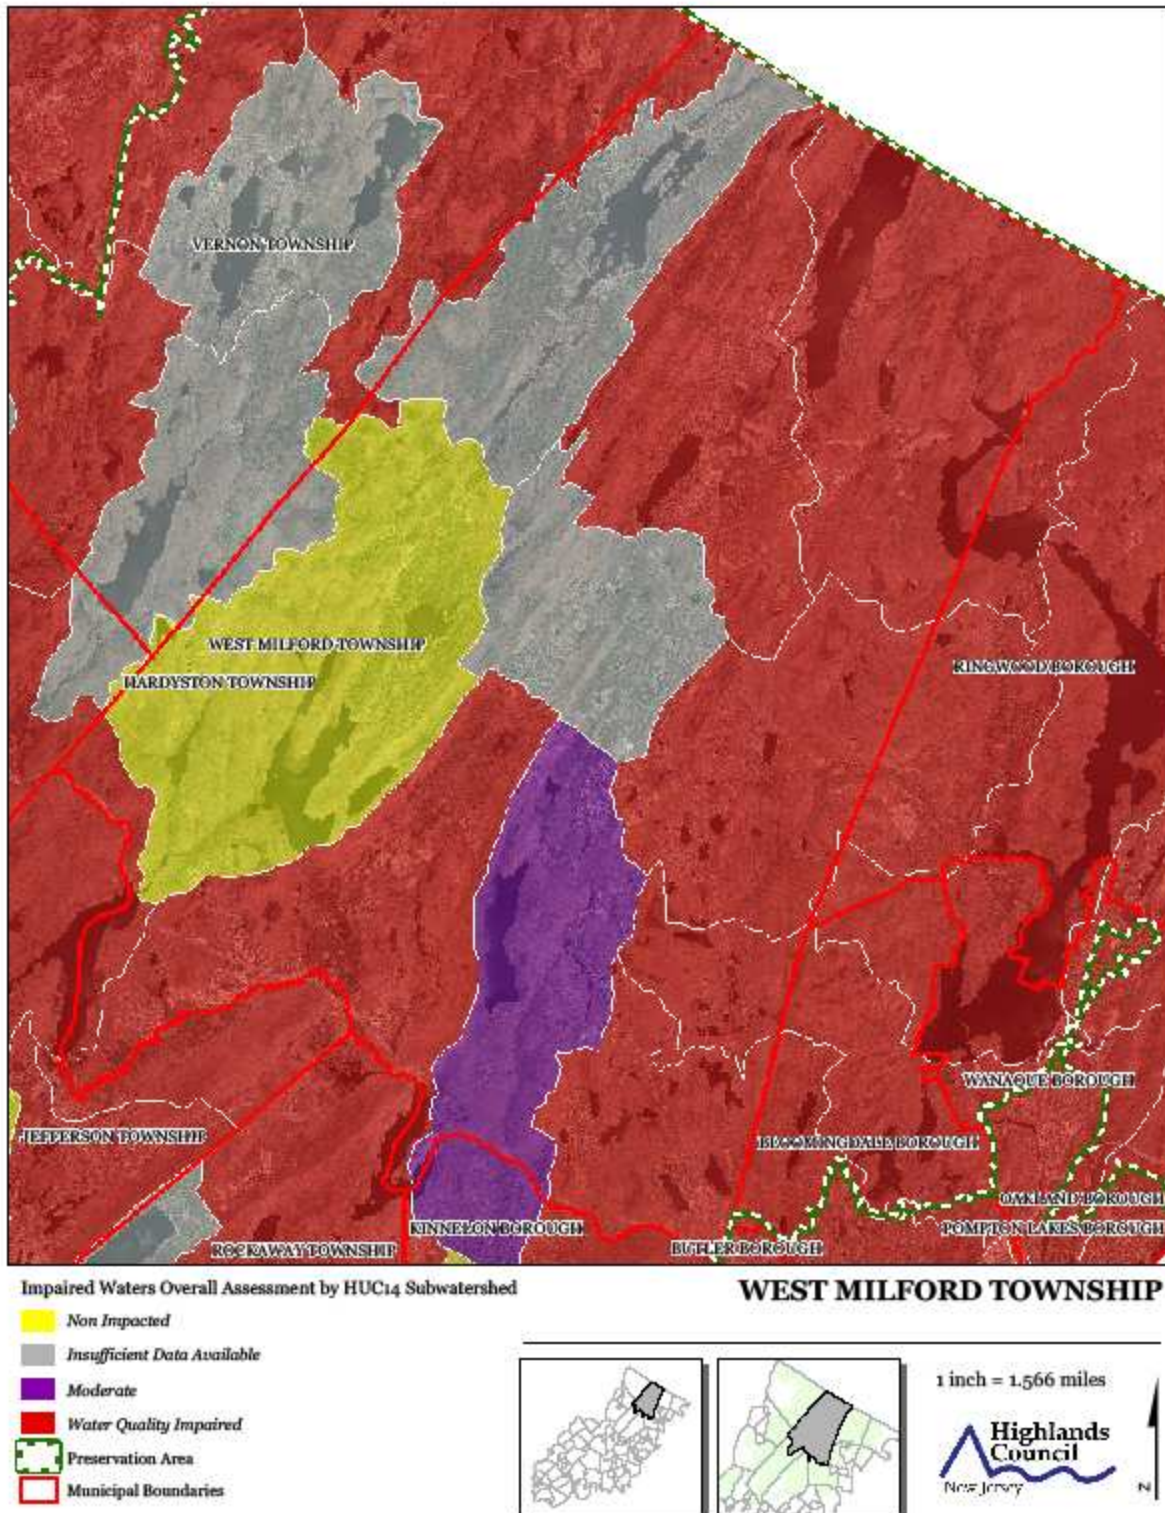 VERNON TOWNSHIP
WEST MILFORD TOWNSHIP
RINGWOOD BOROUGH
HARDYSTON TOWNSHIP
WANAQUE BOROUGH
JEFFERSON TOWNSHIP
BLOOMINGDALE BOROUGH
OAKLAND BOROUGH
KINNELON BOROUGH
POMPTON LAKES BOROUGH
ROCKAWAY TOWNSHIP
BUTLER BOROUGH
Impaired Waters Overall Assessment by HUC14 Subwatershed
Non Impacted
Insufficient Data Available
Moderate
Water Quality Impaired
Preservation Area
Municipal Boundaries
WEST MILFORD TOWNSHIP
1 inch = 1.566 miles
Highlands
Council
New Jersey
N